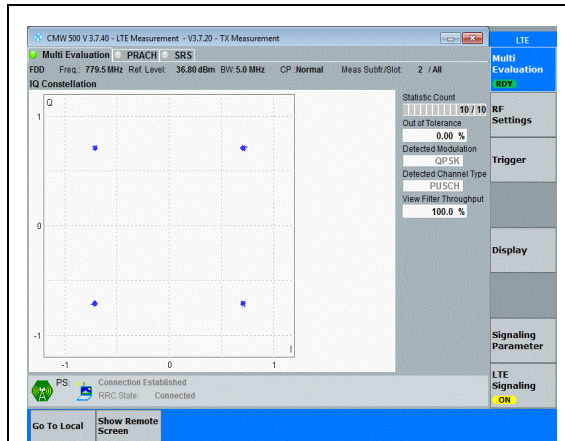 CMW 500 V 3.7.40 - LTE Measurement - V3.7.20 - TX Measurement
LTE
Multi Evaluation PRACH SRS
Multi
Evaluation
RDY
FDD Freq.: 779.5 MHz Ref. Level: 36.80 dBm BW: 5.0 MHz CP :Normal Meas Subfr./Slot: 2 / All
IQ Constellation
Q
1
0
-1
-1 0 1
I
Statistic Count
10 / 10
Out of Tolerance
0.00 %
Detected Modulation
QPSK
Detected Channel Type
PUSCH
View Filter Throughput
100.0 %
RF
Settings
Trigger
Display
Signaling
Parameter
LTE
Signaling
ON
PS: Connection Established
RRC State: Connected
Go To Local
Show Remote
Screen